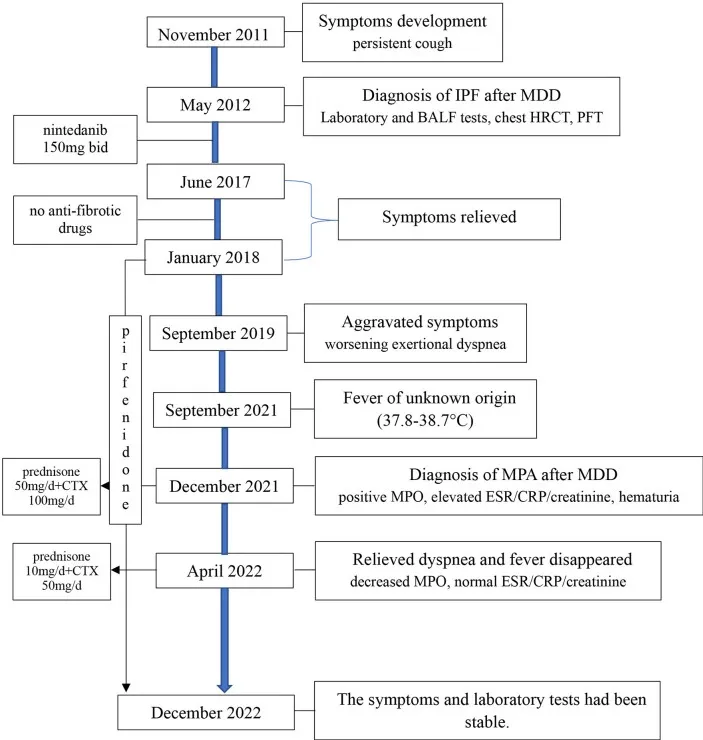 November 2011
Symptoms development
persistent cough
May 2012
Diagnosis of IPF after MDD
Laboratory and BALF tests, chest HRCT, PFT
nintedanib
150mg bid
June 2017
no anti-fibrotic
drugs
Symptoms relieved
January 2018
pirfenidone
September 2019
Aggravated symptoms
worsening exertional dyspnea
September 2021
Fever of unknown origin
(37.8-38.7°C)
prednisone
50mg/d+CTX
100mg/d
December 2021
Diagnosis of MPA after MDD
positive MPO, elevated ESR/CRP/creatinine, hematuria
prednisone
10mg/d+CTX
50mg/d
April 2022
Relieved dyspnea and fever disappeared
decreased MPO, normal ESR/CRP/creatinine
December 2022
The symptoms and laboratory tests had been
stable.